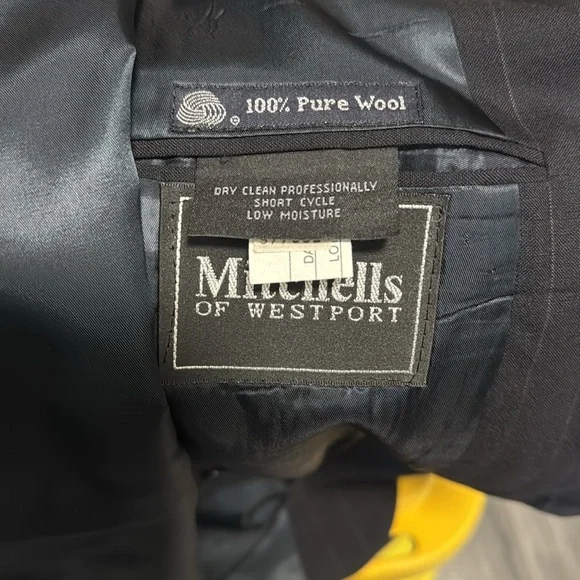 100% Pure Wool
DRY CLEAN PROFESSIONALLY
SHORT CYCLE
LOW MOISTURE
Mitchells
OF WESTPORT